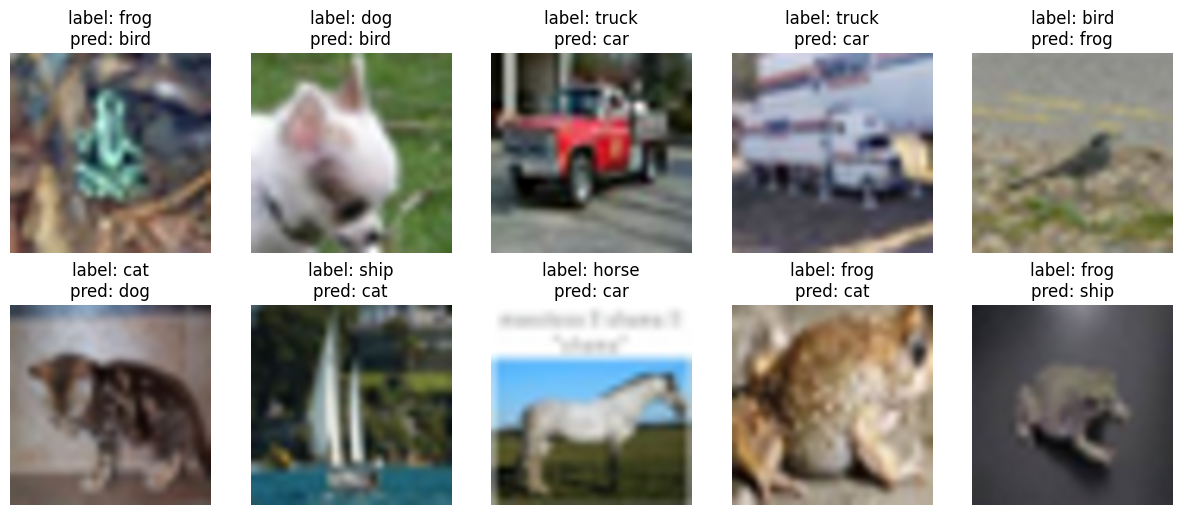 label: frog
pred: bird
label: dog
pred: bird
label: truck
pred: car
label: truck
pred: car
label: bird
pred: frog
label: cat
pred: dog
label: ship
pred: cat
label: horse
pred: car
label: frog
pred: cat
label: frog
pred: ship